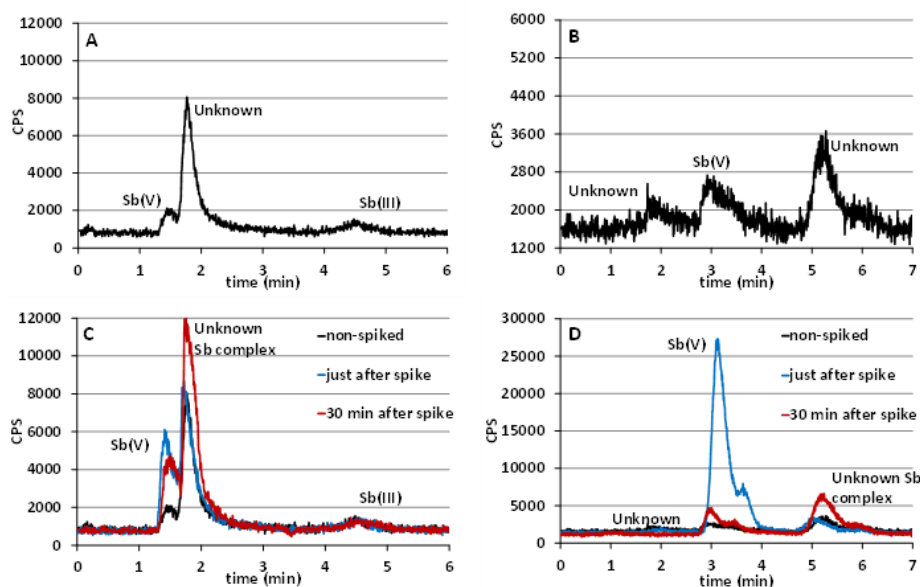 A
12000
10000
8000
6000
4000
2000
0
CPS
Unknown
Sb(V)
Sb(III)
0 1 2 3 4 5 6
time (min)
B
6000
5200
4400
3600
2800
2000
1200
CPS
Unknown
Sb(V)
Unknown
0 1 2 3 4 5 6 7
time (min)
C
12000
10000
8000
6000
4000
2000
0
CPS
Unknown
Sb complex
non-spiked
just after spike
30 min after spike
Sb(V)
Sb(III)
0 1 2 3 4 5 6
time (min)
D
30000
25000
20000
15000
10000
5000
0
CPS
Sb(V)
non-spiked
just after spike
30 min after spike
Unknown
Unknown Sb
complex
0 1 2 3 4 5 6 7
time (min)